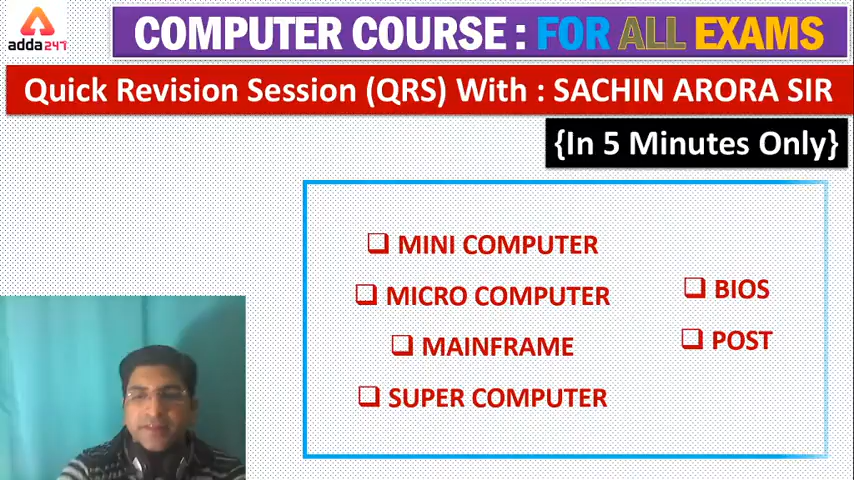 adda247
COMPUTER COURSE : FOR ALL EXAMS
Quick Revision Session (QRS) With : SACHIN ARORA SIR
{In 5 Minutes Only}
MINI COMPUTER
MICRO COMPUTER
MAINFRAME
SUPER COMPUTER
BIOS
POST